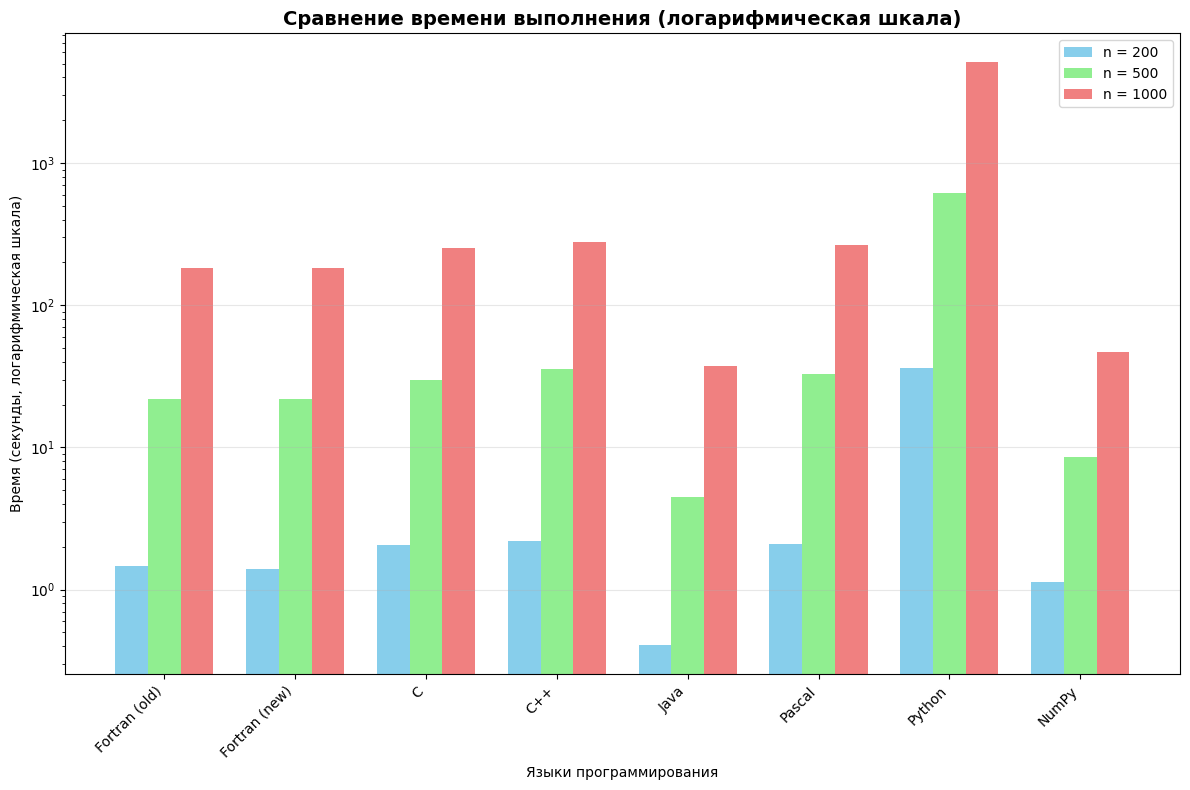 Сравнение времени выполнения (логарифмическая шкала)
n = 200
n = 500
n = 1000
Время (секунды, логарифмическая шкала)
10³
10²
10¹
10⁰
Fortran (old)
Fortran (new)
C
C++
Java
Pascal
Python
NumPy
Языки программирования